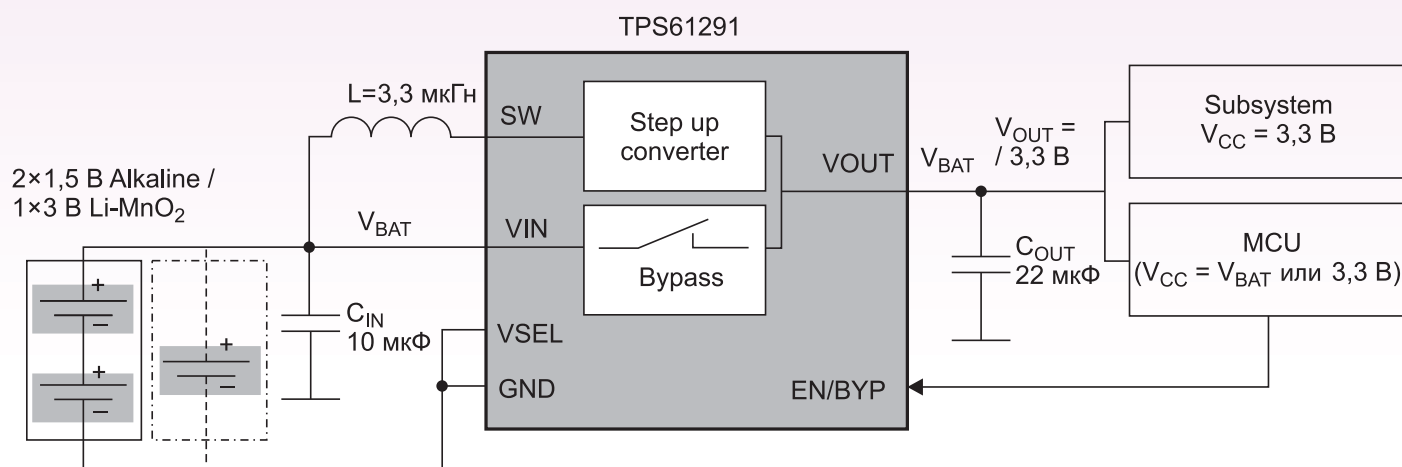 TPS61291
L=3,3 мкГн
SW
Step up
converter
VOUT
V_BAT
V_OUT =
/ 3,3 В
Subsystem
V_CC = 3,3 В
2×1,5 В Alkaline /
1×3 В Li-MnO₂
V_BAT
VIN
Bypass
C_OUT
22 мкФ
MCU
(V_CC = V_BAT или 3,3 В)
+
−
+
−
+
−
C_IN
10 мкФ
VSEL
GND
EN/BYP